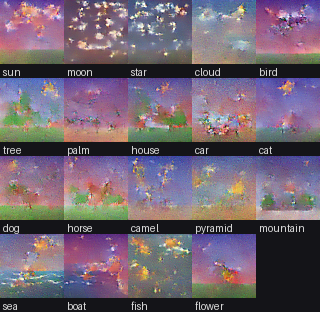 sun moon star cloud bird
tree palm house car cat
dog horse camel pyramid mountain
sea boat fish flower